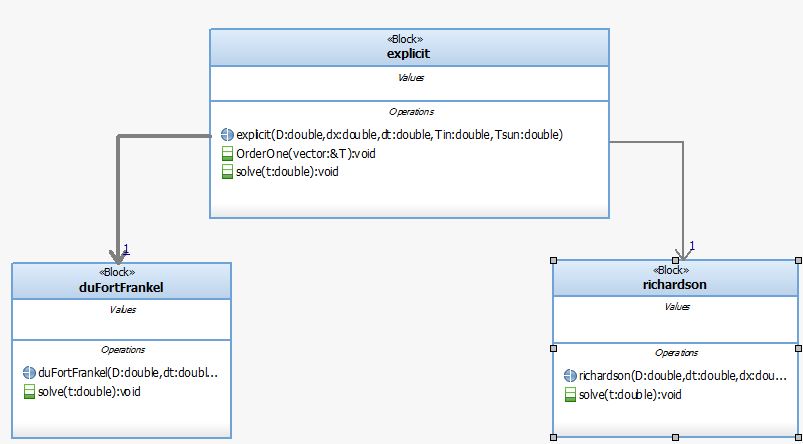 «Block»
explicit
Values
Operations
explicit(D:double,dx:double,dt:double,Tin:double,Tsun:double)
OrderOne(vector:&T):void
solve(t:double):void
1
1
«Block»
duFortFrankel
Values
Operations
duFortFrankel(D:double,dt:doubl...
solve(t:double):void
«Block»
richardson
Values
Operations
richardson(D:double,dt:double,dx:dou...
solve(t:double):void